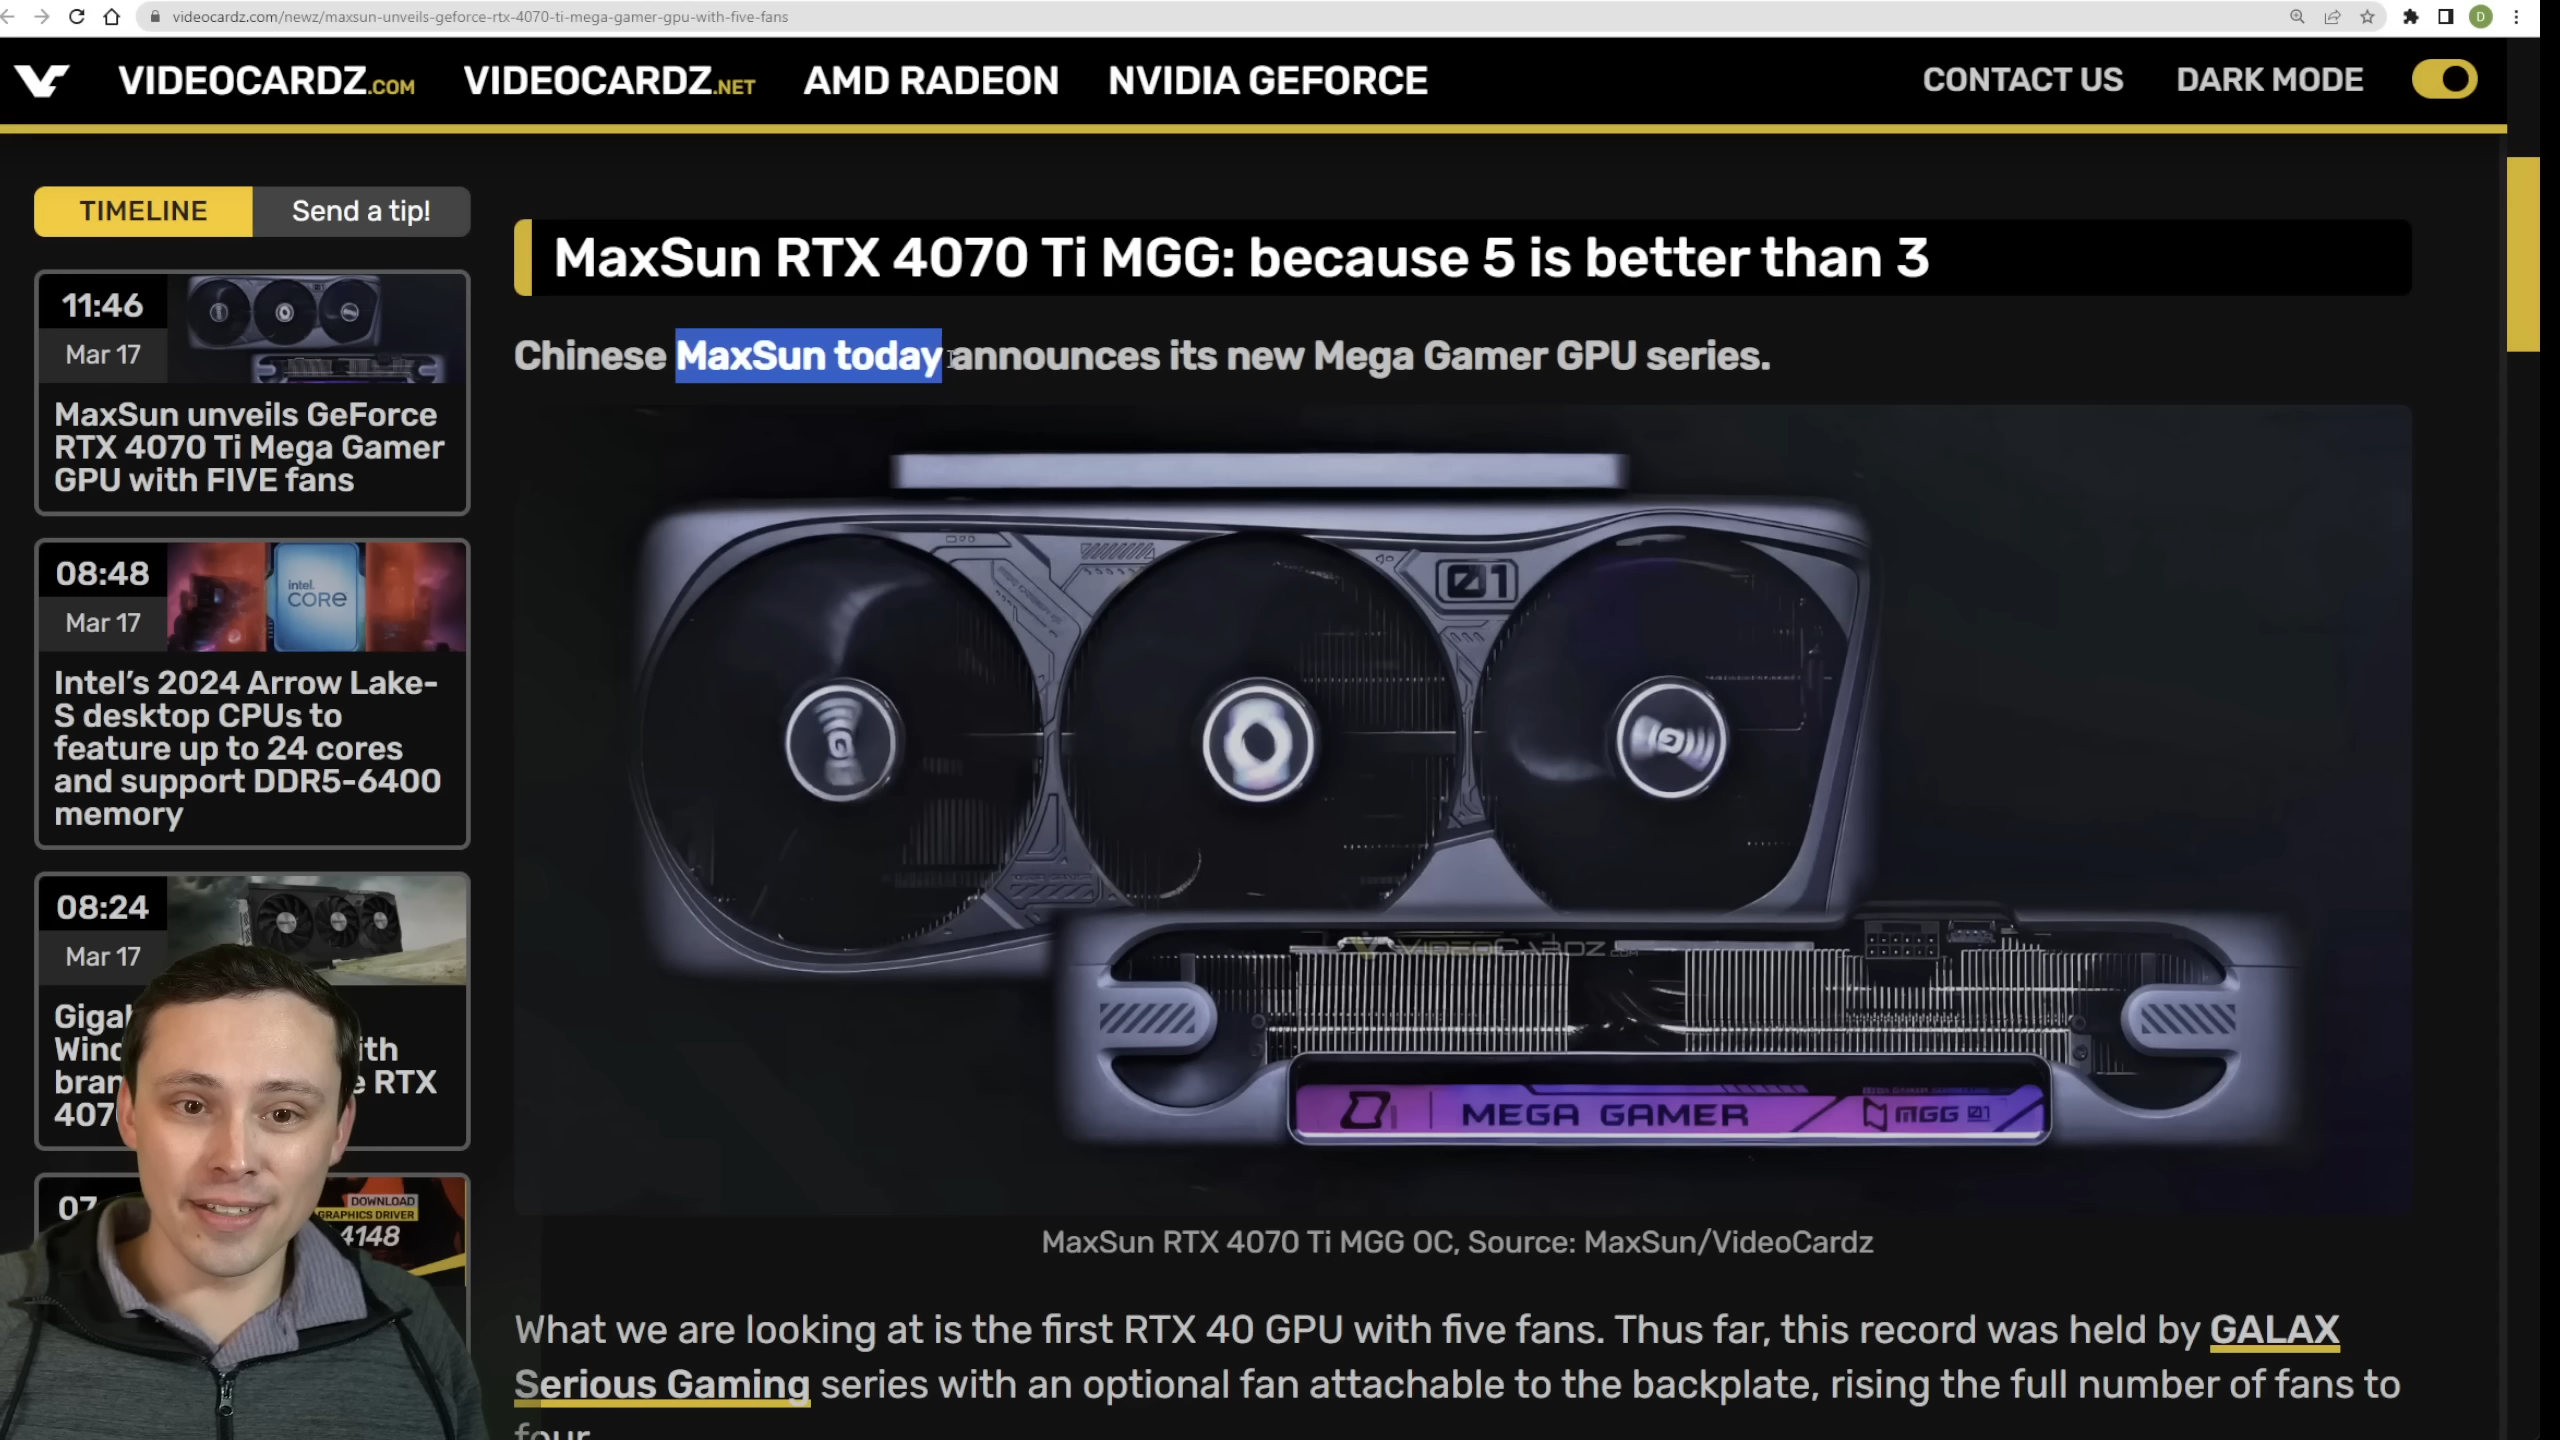 videocardz.com/newz/maxsun-unveils-geforce-rtx-4070-ti-mega-gamer-gpu-with-five-fans
D
VIDEOCARDZ.COM
VIDEOCARDZ.NET
AMD RADEON
NVIDIA GEFORCE
CONTACT US
DARK MODE
TIMELINE
Send a tip!
11:46
Mar 17
MaxSun unveils GeForce
RTX 4070 Ti Mega Gamer
GPU with FIVE fans
08:48
Mar 17
intel.
CORE
Intel's 2024 Arrow Lake-
S desktop CPUs to
feature up to 24 cores
and support DDR5-6400
memory
08:24
Mar 17
RTX
DOWNLOAD
GRAPHICS DRIVER
4148
MaxSun RTX 4070 Ti MGG: because 5 is better than 3
Chinese MaxSun today announces its new Mega Gamer GPU series.
01
VIDEOCARDZ.COM
MEGA GAMER
MGG 01
MaxSun RTX 4070 Ti MGG OC, Source: MaxSun/VideoCardz
What we are looking at is the first RTX 40 GPU with five fans. Thus far, this record was held by GALAX
Serious Gaming series with an optional fan attachable to the backplate, rising the full number of fans to
four